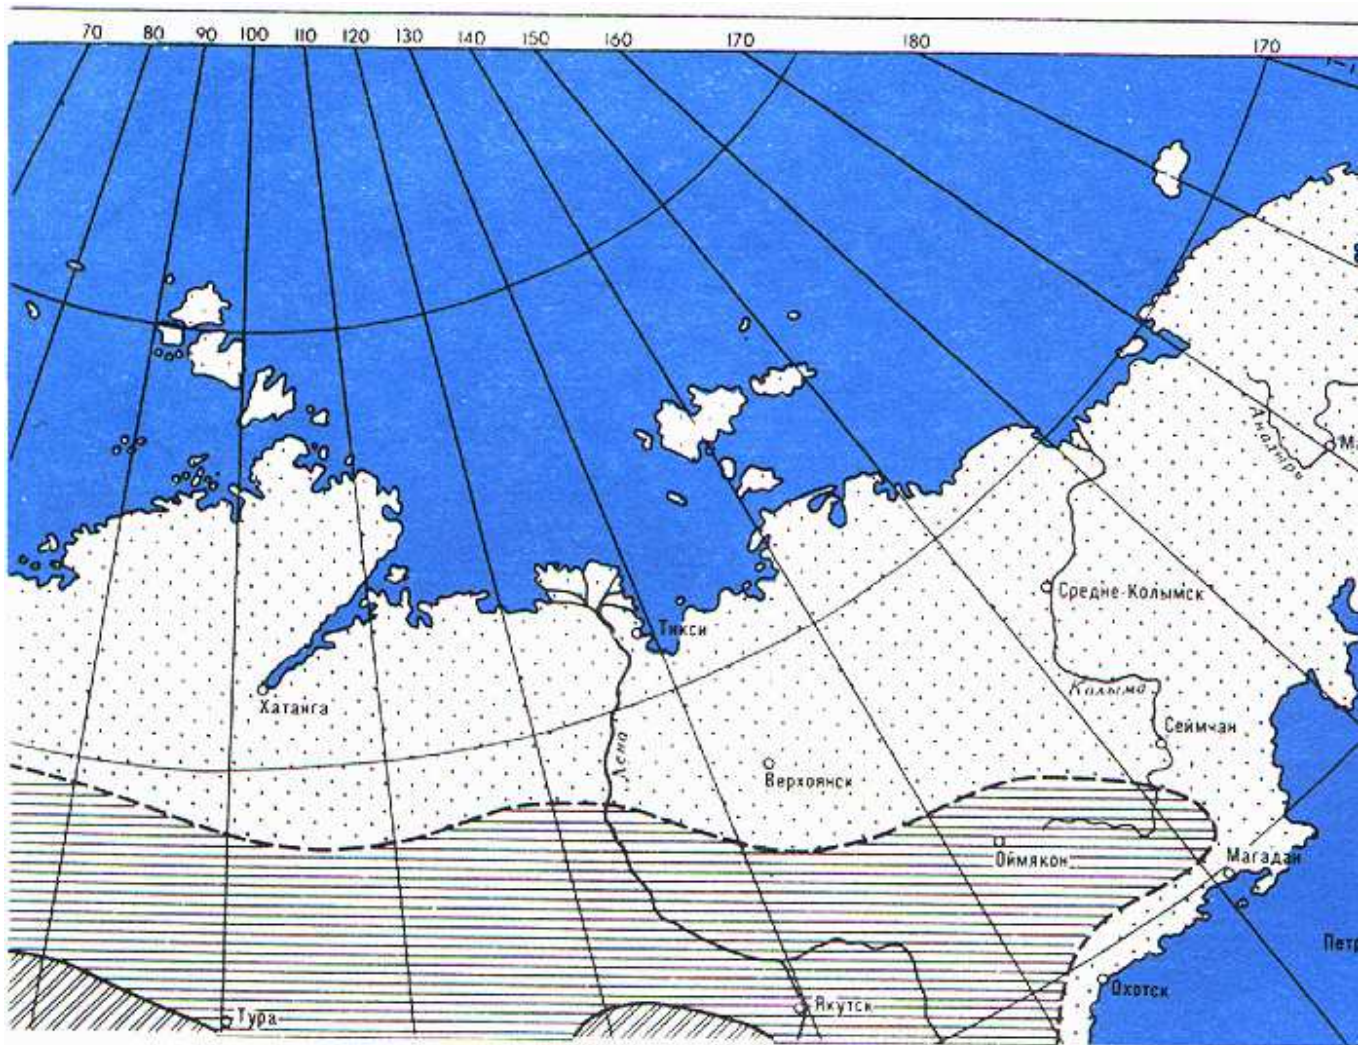 70 80 90 100 110 120 130 140 150 160 170 180 170
Анадырь
М
Средне-Колымск
Тикси
Колыма
Хатанга
Сеймчан
Лена
Верхоянск
Оймякон
Магадан
Петр
Охотск
Якутск
Тура